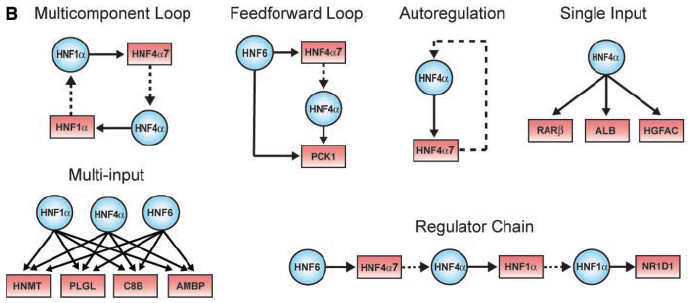 B
Multicomponent Loop
HNF1α
HNF4α7
HNF1α
HNF4α
Feedforward Loop
HNF6
HNF4α7
HNF4α
PCK1
Autoregulation
HNF4α
HNF4α7
Single Input
HNF4α
RARβ
ALB
HGFAC
Multi-input
HNF1α
HNF4α
HNF6
HNMT
PLGL
C8B
AMBP
Regulator Chain
HNF6
HNF4α7
HNF4α
HNF1α
HNF1α
NR1D1